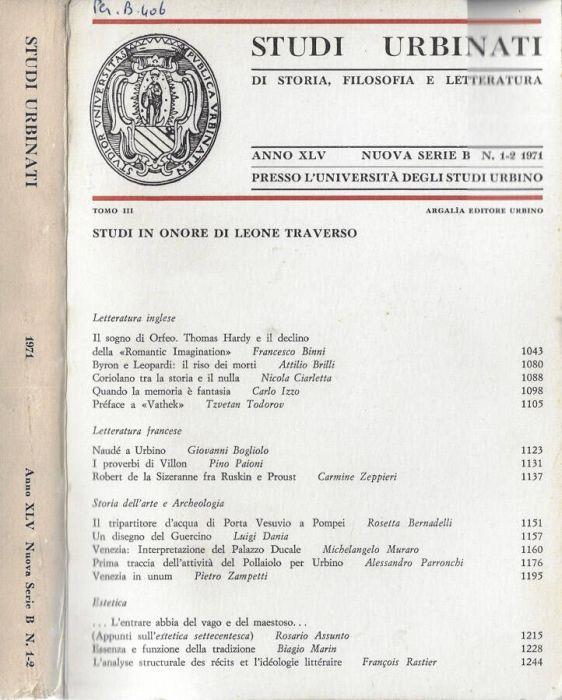 Per. B. 406
STUDI URBINATI
1971
Anno XLV Nuova Serie B N. 1-2
STUDIOR UNIVERSITAS PUBLICA URBINATEN
STUDI URBINATI
DI STORIA, FILOSOFIA E LETTERATURA
ANNO XLV NUOVA SERIE B N. 1-2 1971
PRESSO L'UNIVERSITÀ DEGLI STUDI URBINO
TOMO III ARGALÌA EDITORE URBINO
STUDI IN ONORE DI LEONE TRAVERSO
Letteratura inglese
Il sogno di Orfeo. Thomas Hardy e il declino
della «Romantic Imagination» Francesco Binni 1043
Byron e Leopardi: il riso dei morti Attilio Brilli 1080
Coriolano tra la storia e il nulla Nicola Ciarletta 1088
Quando la memoria è fantasia Carlo Izzo 1098
Préface a «Vathek» Tzvetan Todorov 1105
Letteratura francese
Naudé a Urbino Giovanni Bogliolo 1123
I proverbi di Villon Pino Paioni 1131
Robert de la Sizeranne fra Ruskin e Proust Carmine Zeppieri 1137
Storia dell'arte e Archeologia
Il tripartitore d'acqua di Porta Vesuvio a Pompei Rosetta Bernadelli 1151
Un disegno del Guercino Luigi Dania 1157
Venezia: Interpretazione del Palazzo Ducale Michelangelo Muraro 1160
Prima traccia dell'attività del Pollaiolo per Urbino Alessandro Parronchi 1176
Venezia in unum Pietro Zampetti 1195
Estetica
... L'entrare abbia del vago e del maestoso...
(Appunti sull'estetica settecentesca) Rosario Assunto 1215
Essenza e funzione della tradizione Biagio Marin 1228
L'analyse structurale des récits et l'idéologie littéraire François Rastier 1244